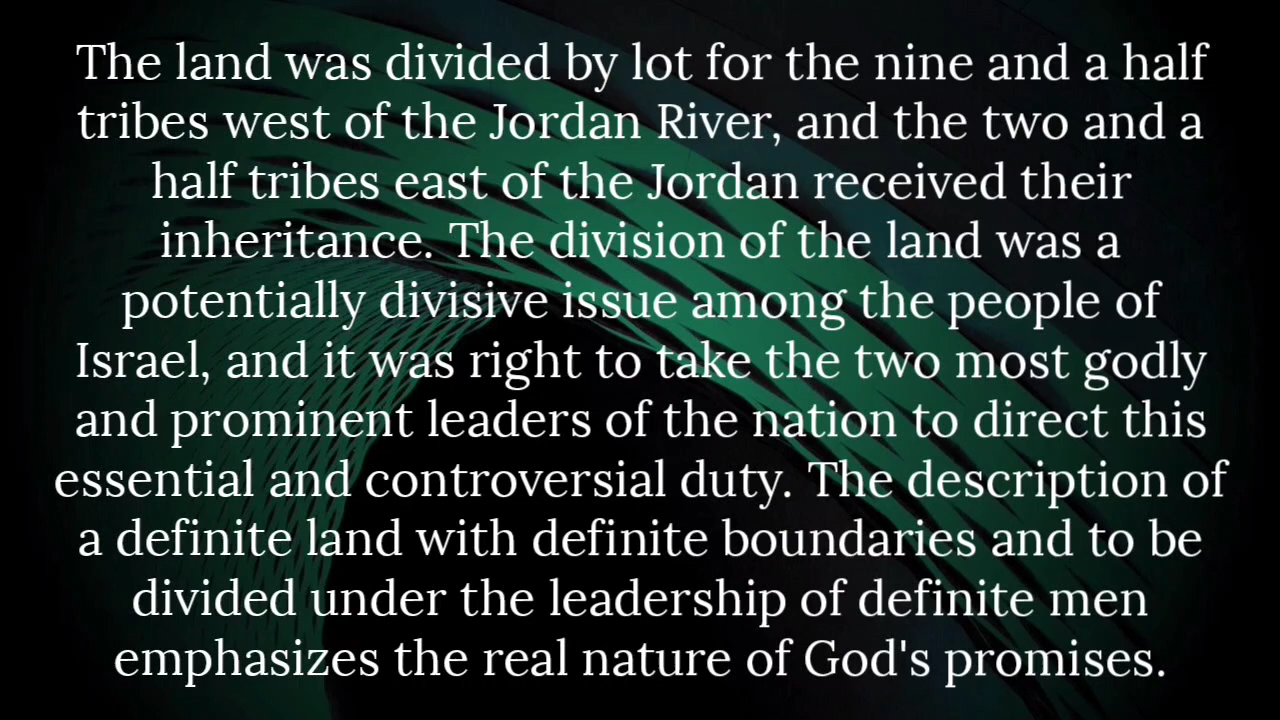 The land was divided by lot for the nine and a half
tribes west of the Jordan River, and the two and a
half tribes east of the Jordan received their
inheritance. The division of the land was a
potentially divisive issue among the people of
Israel, and it was right to take the two most godly
and prominent leaders of the nation to direct this
essential and controversial duty. The description of
a definite land with definite boundaries and to be
divided under the leadership of definite men
emphasizes the real nature of God's promises.